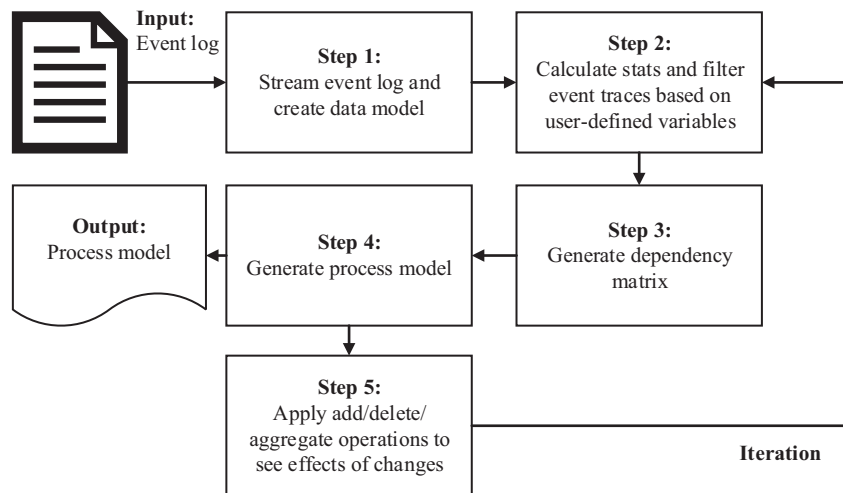 Input:
Event log
Step 1:
Stream event log and
create data model
Step 2:
Calculate stats and filter
event traces based on
user-defined variables
Output:
Process model
Step 4:
Generate process model
Step 3:
Generate dependency
matrix
Step 5:
Apply add/delete/
aggregate operations to
see effects of changes
Iteration